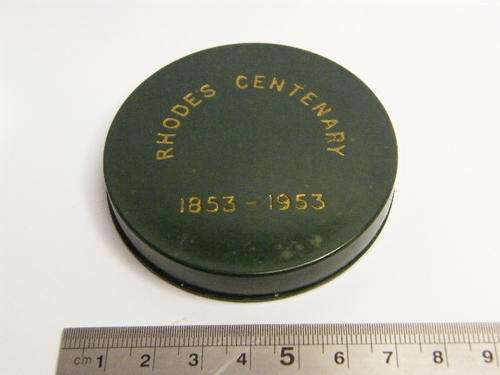 RHODES CENTENARY
1853 - 1953
cm 1 2 3 4 5 6 7 8 9